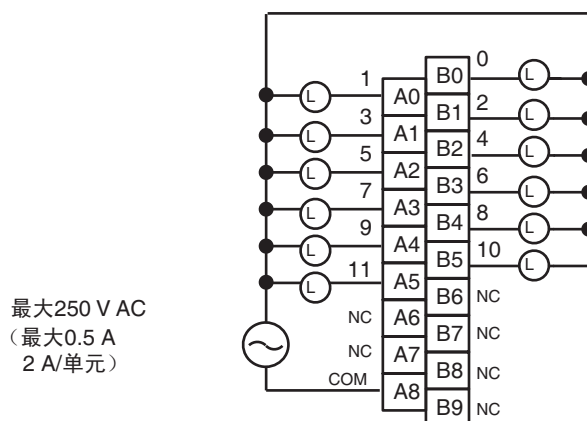 0
1 L A0 B0 L
2
3 L A1 B1 L
4
5 L A2 B2 L
6
7 L A3 B3 L
8
9 L A4 B4 L
10
11 L A5 B5 L
NC A6 B6 NC
NC A7 B7 NC
COM A8 B8 NC
B9 NC
最大250 V AC
（最大0.5 A
2 A/单元）